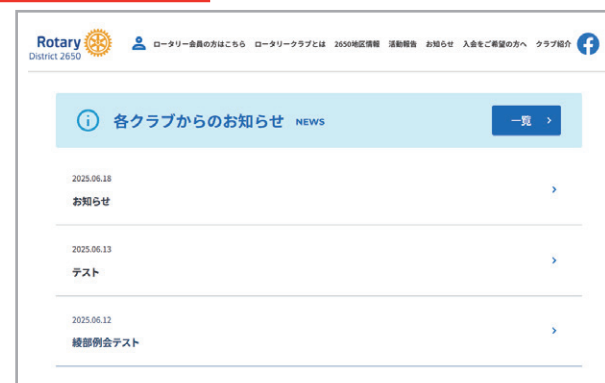 Rotary
District 2650
ロータリー会員の方はこちら ロータリークラブとは 2650地区情報 活動報告 お知らせ 入会をご希望の方へ クラブ紹介
各クラブからのお知らせ NEWS 一覧
2025.06.18
お知らせ
2025.06.13
テスト
2025.06.12
綾部例会テスト